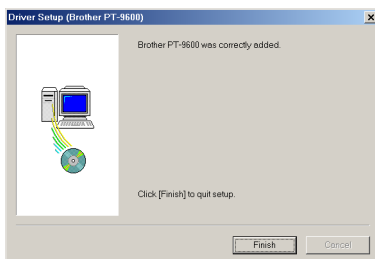 Driver Setup (Brother PT-9600)
Brother PT-9600 was correctly added.
Click [Finish] to quit setup.
Finish
Cancel